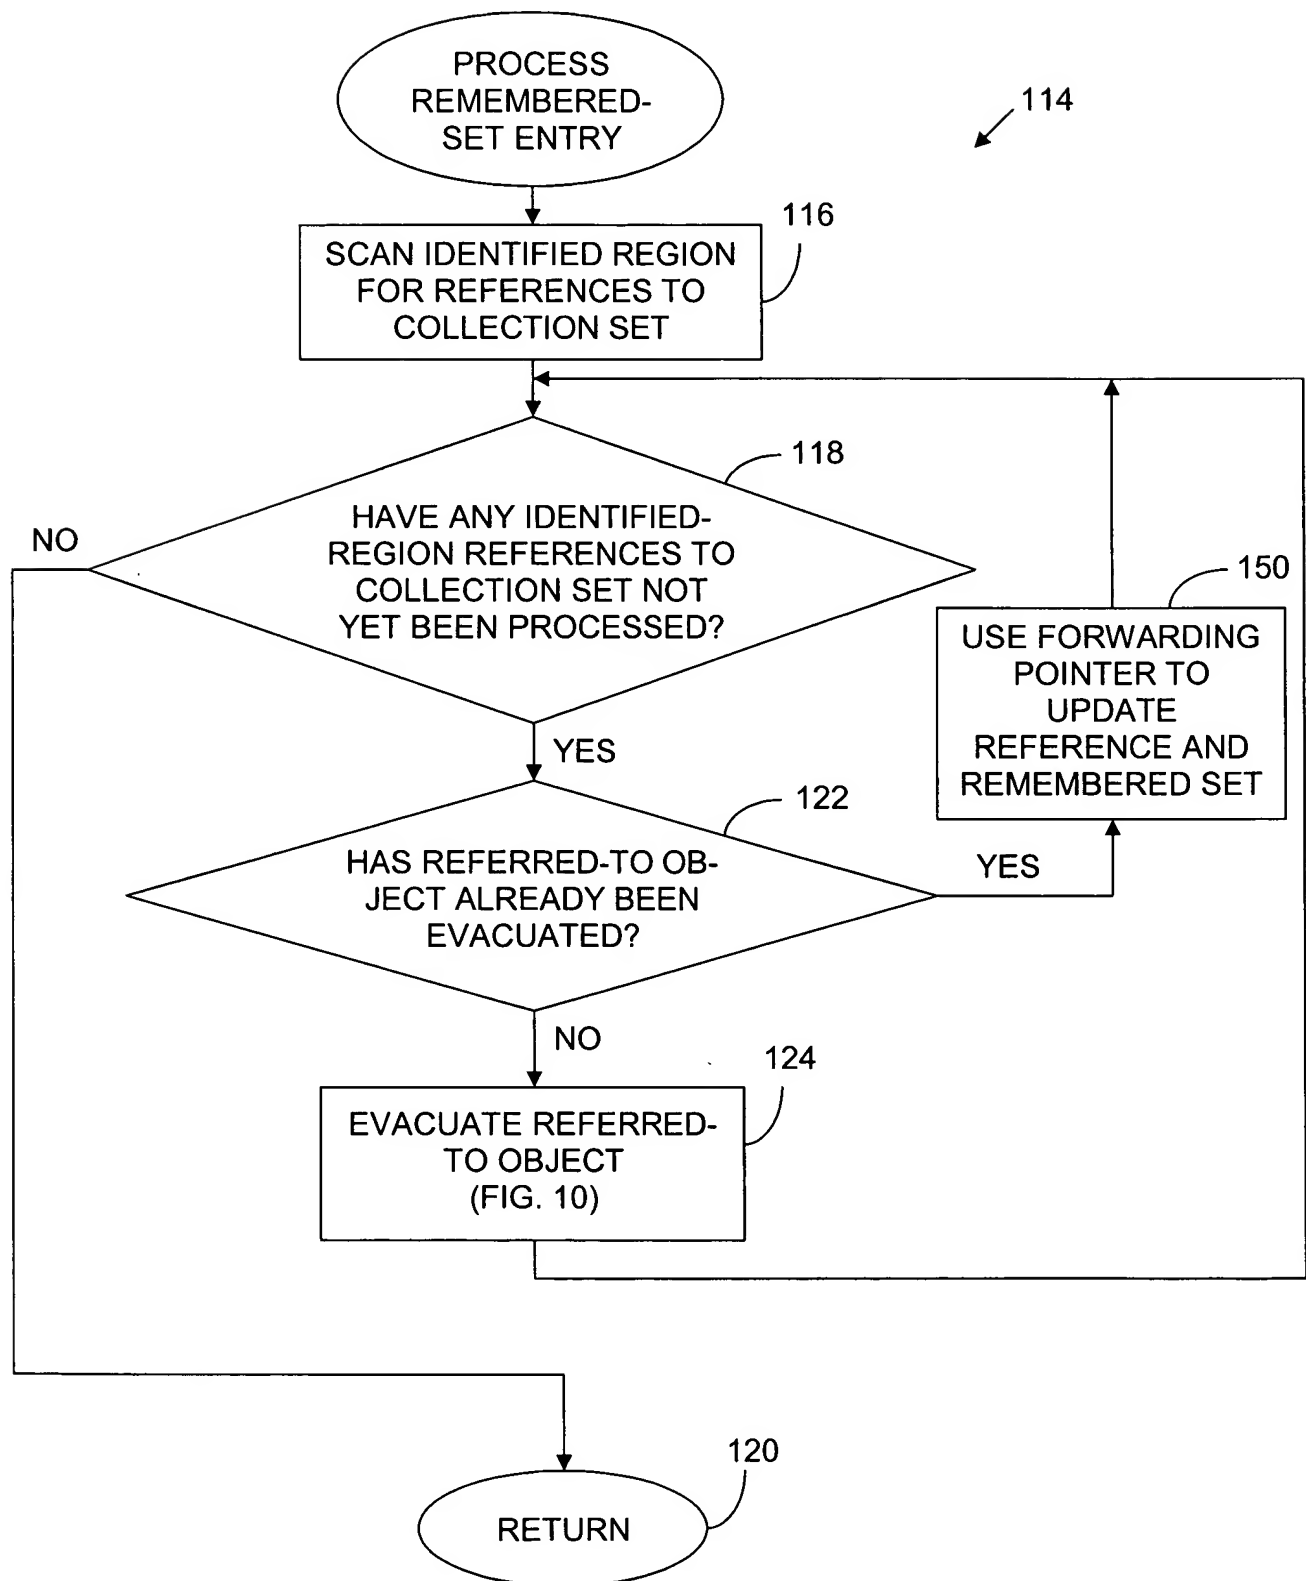 PROCESS
REMEMBERED-
SET ENTRY
114
116
SCAN IDENTIFIED REGION
FOR REFERENCES TO
COLLECTION SET
118
NO
HAVE ANY IDENTIFIED-
REGION REFERENCES TO
COLLECTION SET NOT
YET BEEN PROCESSED?
150
USE FORWARDING
POINTER TO
UPDATE
REFERENCE AND
REMEMBERED SET
YES
122
HAS REFERRED-TO OB-
JECT ALREADY BEEN
EVACUATED?
YES
NO
124
EVACUATE REFERRED-
TO OBJECT
(FIG. 10)
120
RETURN